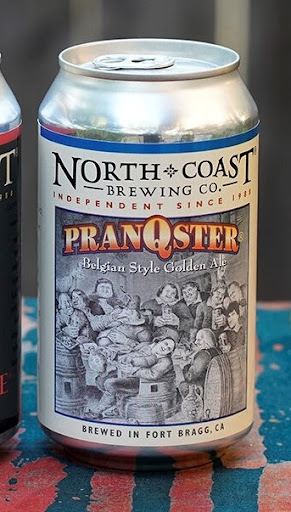 NORTH COAST®
BREWING CO.
INDEPENDENT SINCE 1988
PRANQSTER®
Belgian Style Golden Ale
BREWED IN FORT BRAGG, CA
T
E